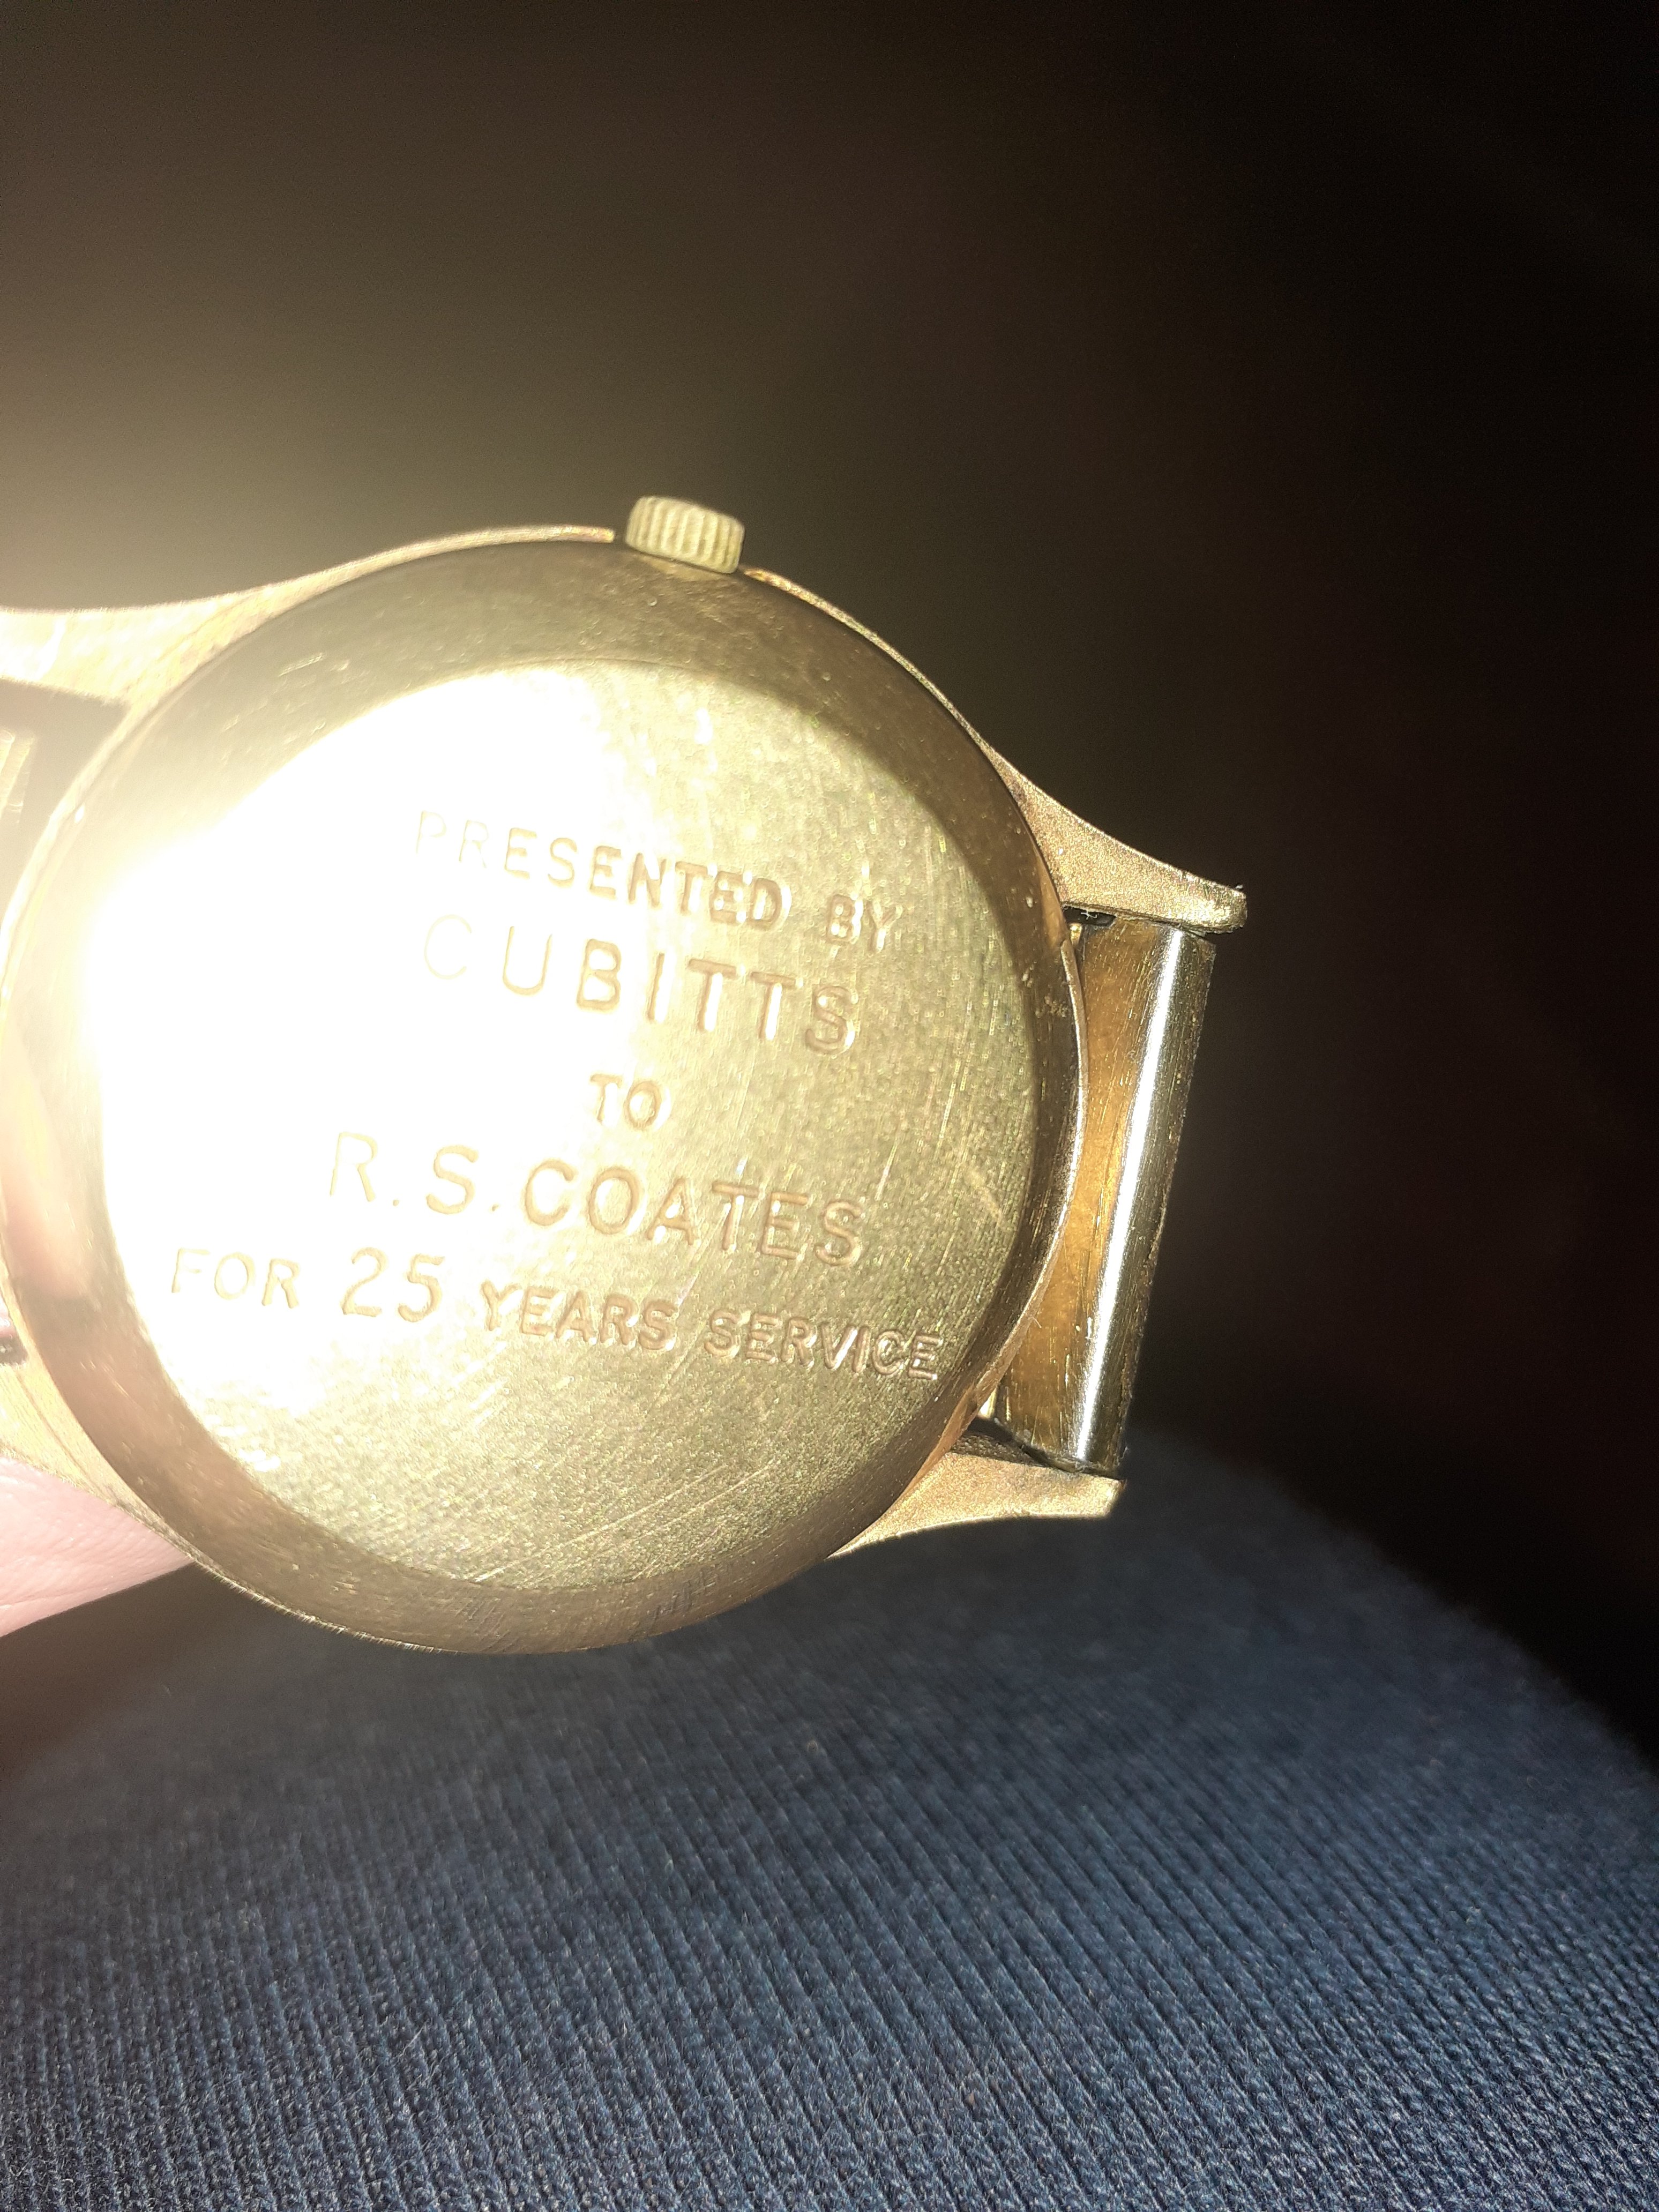 PRESENTED BY
CUBITTS
TO
R.S.COATES
FOR 25 YEARS SERVICE